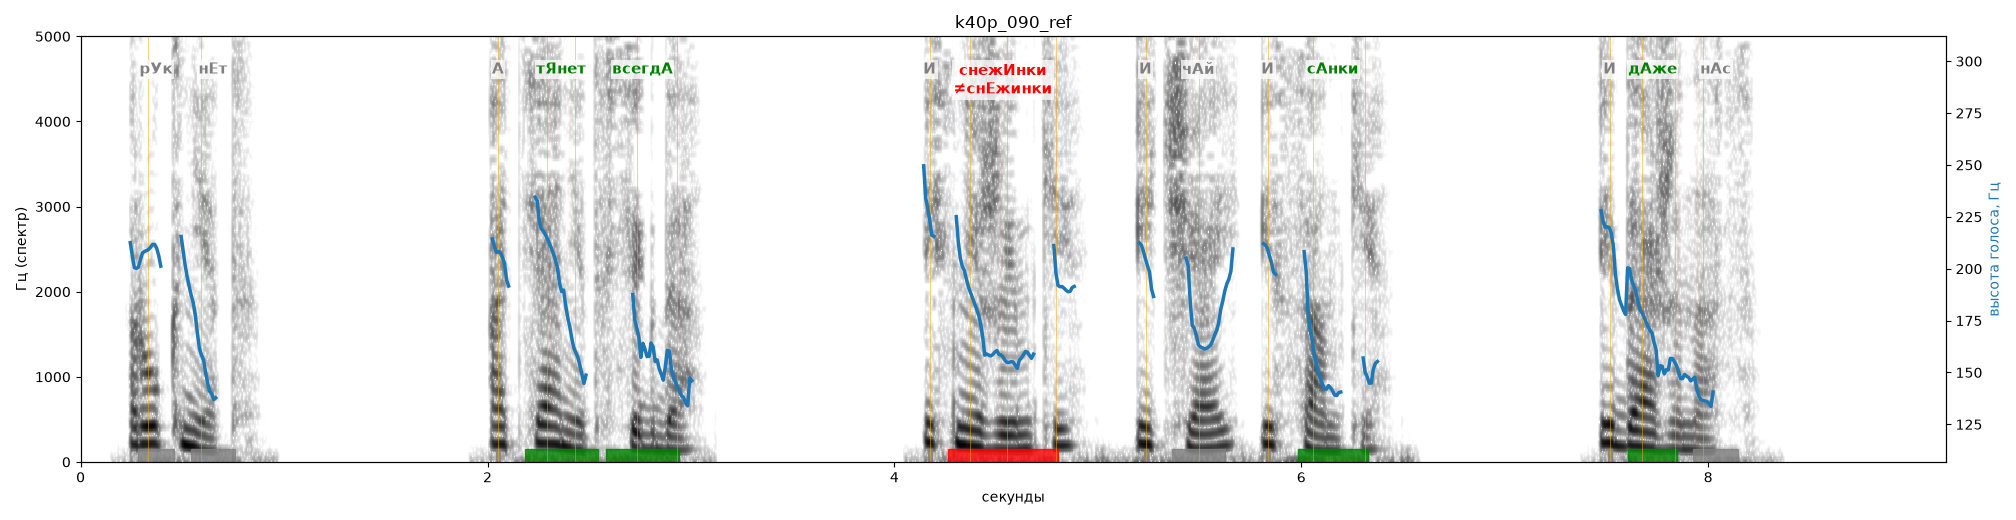 k40p_090_ref
5000
4000
3000
2000
1000
0
Гц (спектр)
рУк нЕт А тЯнет всегдА И снежИнки И чАй И сАнки И дАже нАс
≠снЕжинки
300
275
250
225
200
175
150
125
высота голоса, Гц
0 2 4 6 8
секунды